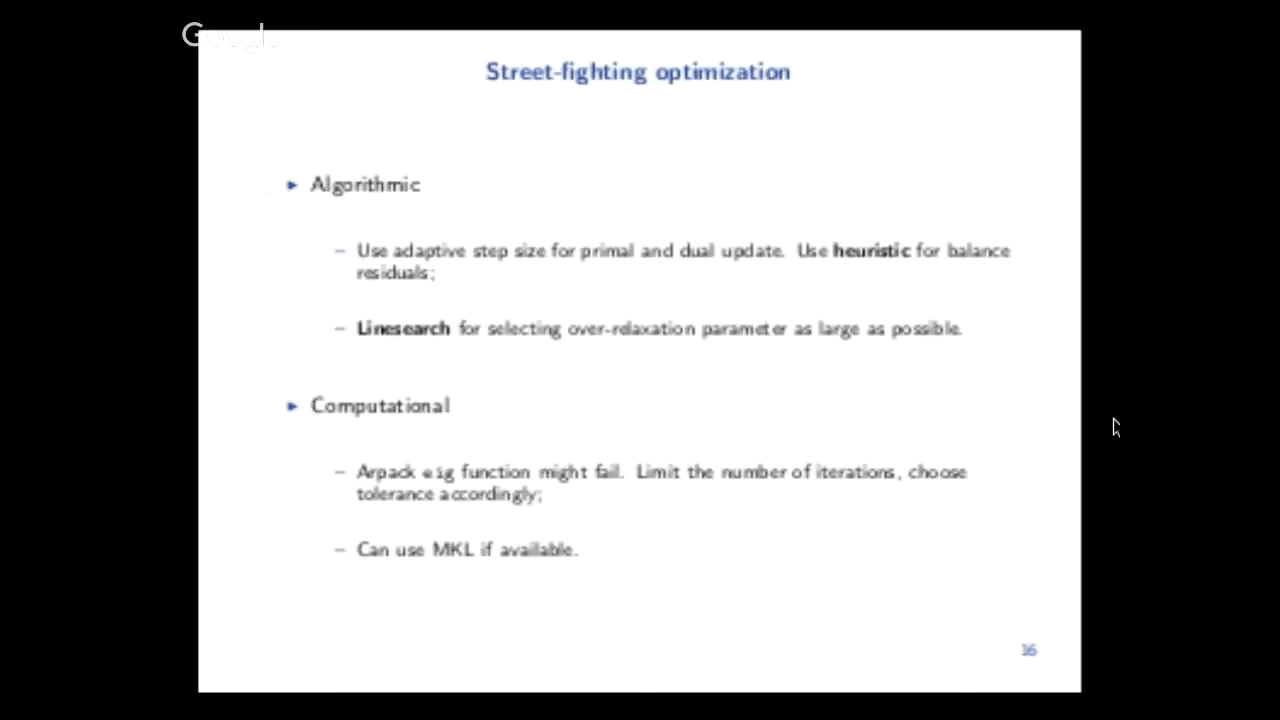 Google
Street-fighting optimization
▶ Algorithmic
– Use adaptive step size for primal and dual update. Use heuristic for balance
residuals;
– Linesearch for selecting over-relaxation parameter as large as possible.
▶ Computational
– Arpack eig function might fail. Limit the number of iterations, choose
tolerance accordingly;
– Can use MKL if available.
16